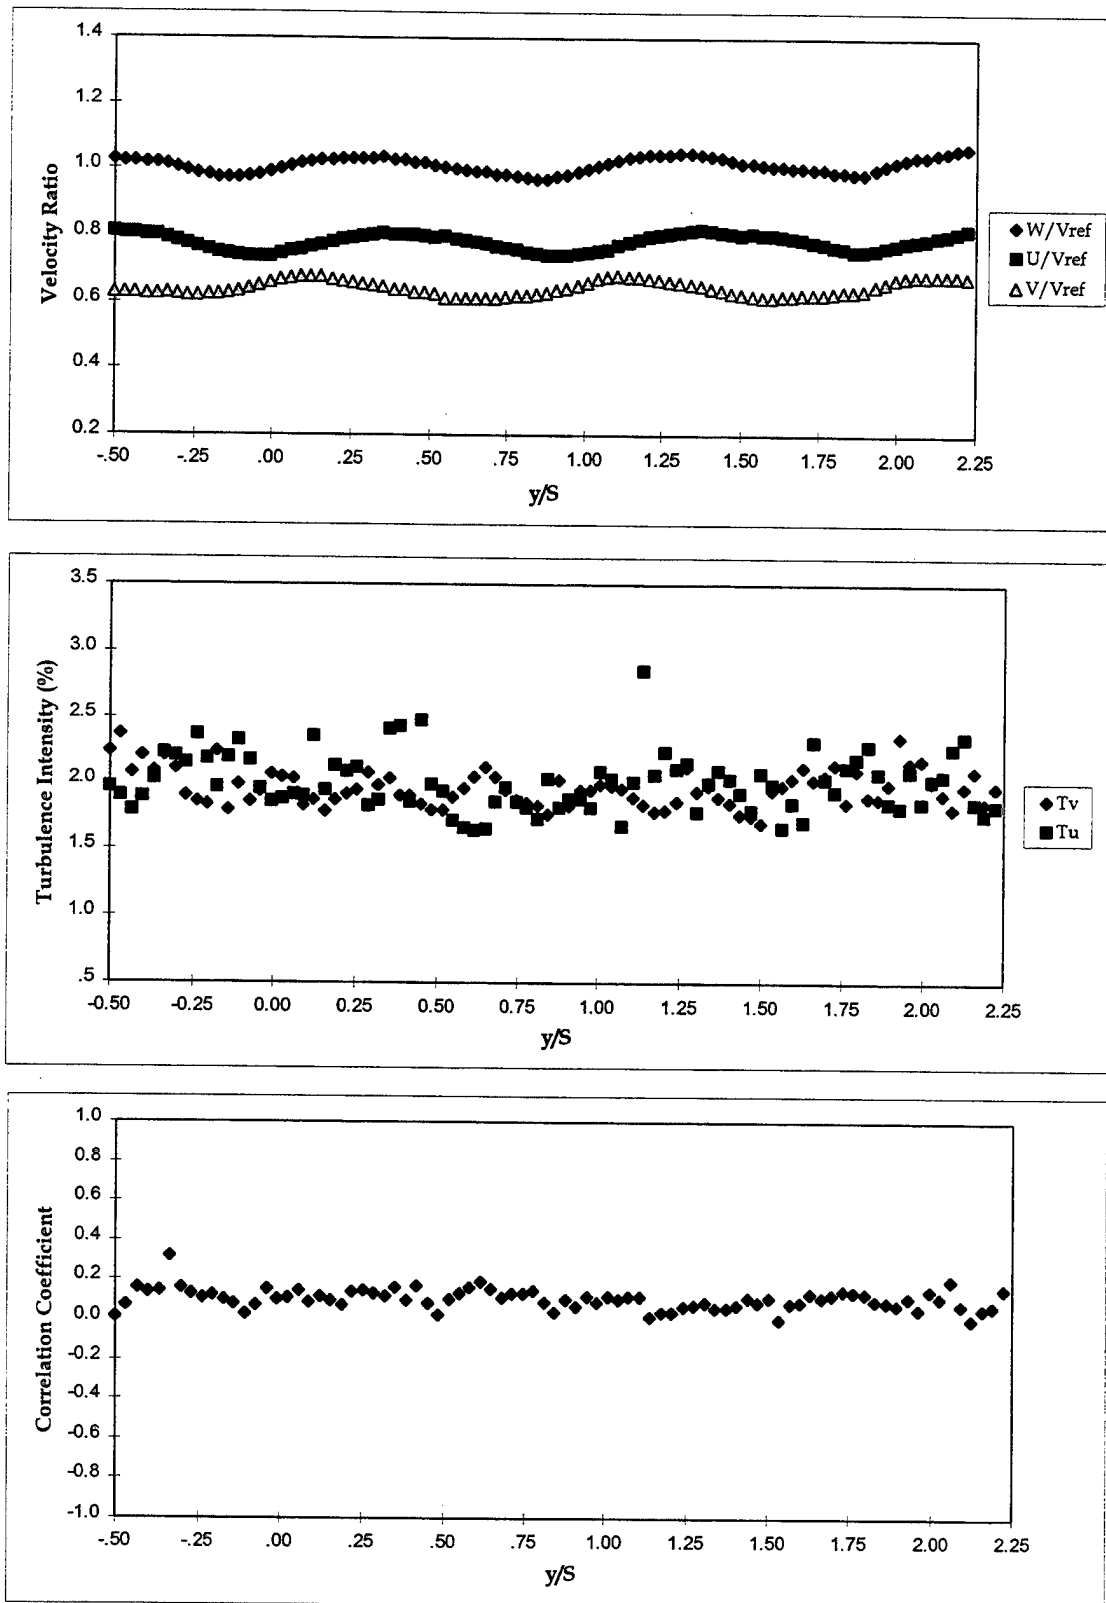 1.4
1.2
1.0
0.8
0.6
0.4
0.2
Velocity Ratio
-.50 -.25 .00 .25 .50 .75 1.00 1.25 1.50 1.75 2.00 2.25
y/S
W/Vref
U/Vref
V/Vref
3.5
3.0
2.5
2.0
1.5
1.0
.5
Turbulence Intensity (%)
-0.50 -0.25 0.00 0.25 0.50 0.75 1.00 1.25 1.50 1.75 2.00 2.25
y/S
Tv
Tu
1.0
0.8
0.6
0.4
0.2
0.0
-0.2
-0.4
-0.6
-0.8
-1.0
Correlation Coefficient
-.50 -.25 .00 .25 .50 .75 1.00 1.25 1.50 1.75 2.00 2.25
y/S